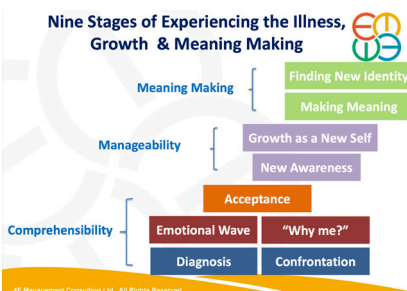 Nine Stages of Experiencing the Illness,
Growth & Meaning Making
Finding New Identity
Meaning Making
Making Meaning
Growth as a New Self
Manageability
New Awareness
Acceptance
Comprehensibility
Emotional Wave
"Why me?"
Diagnosis
Confrontation
4E Management Consulting Ltd. All Rights Reserved